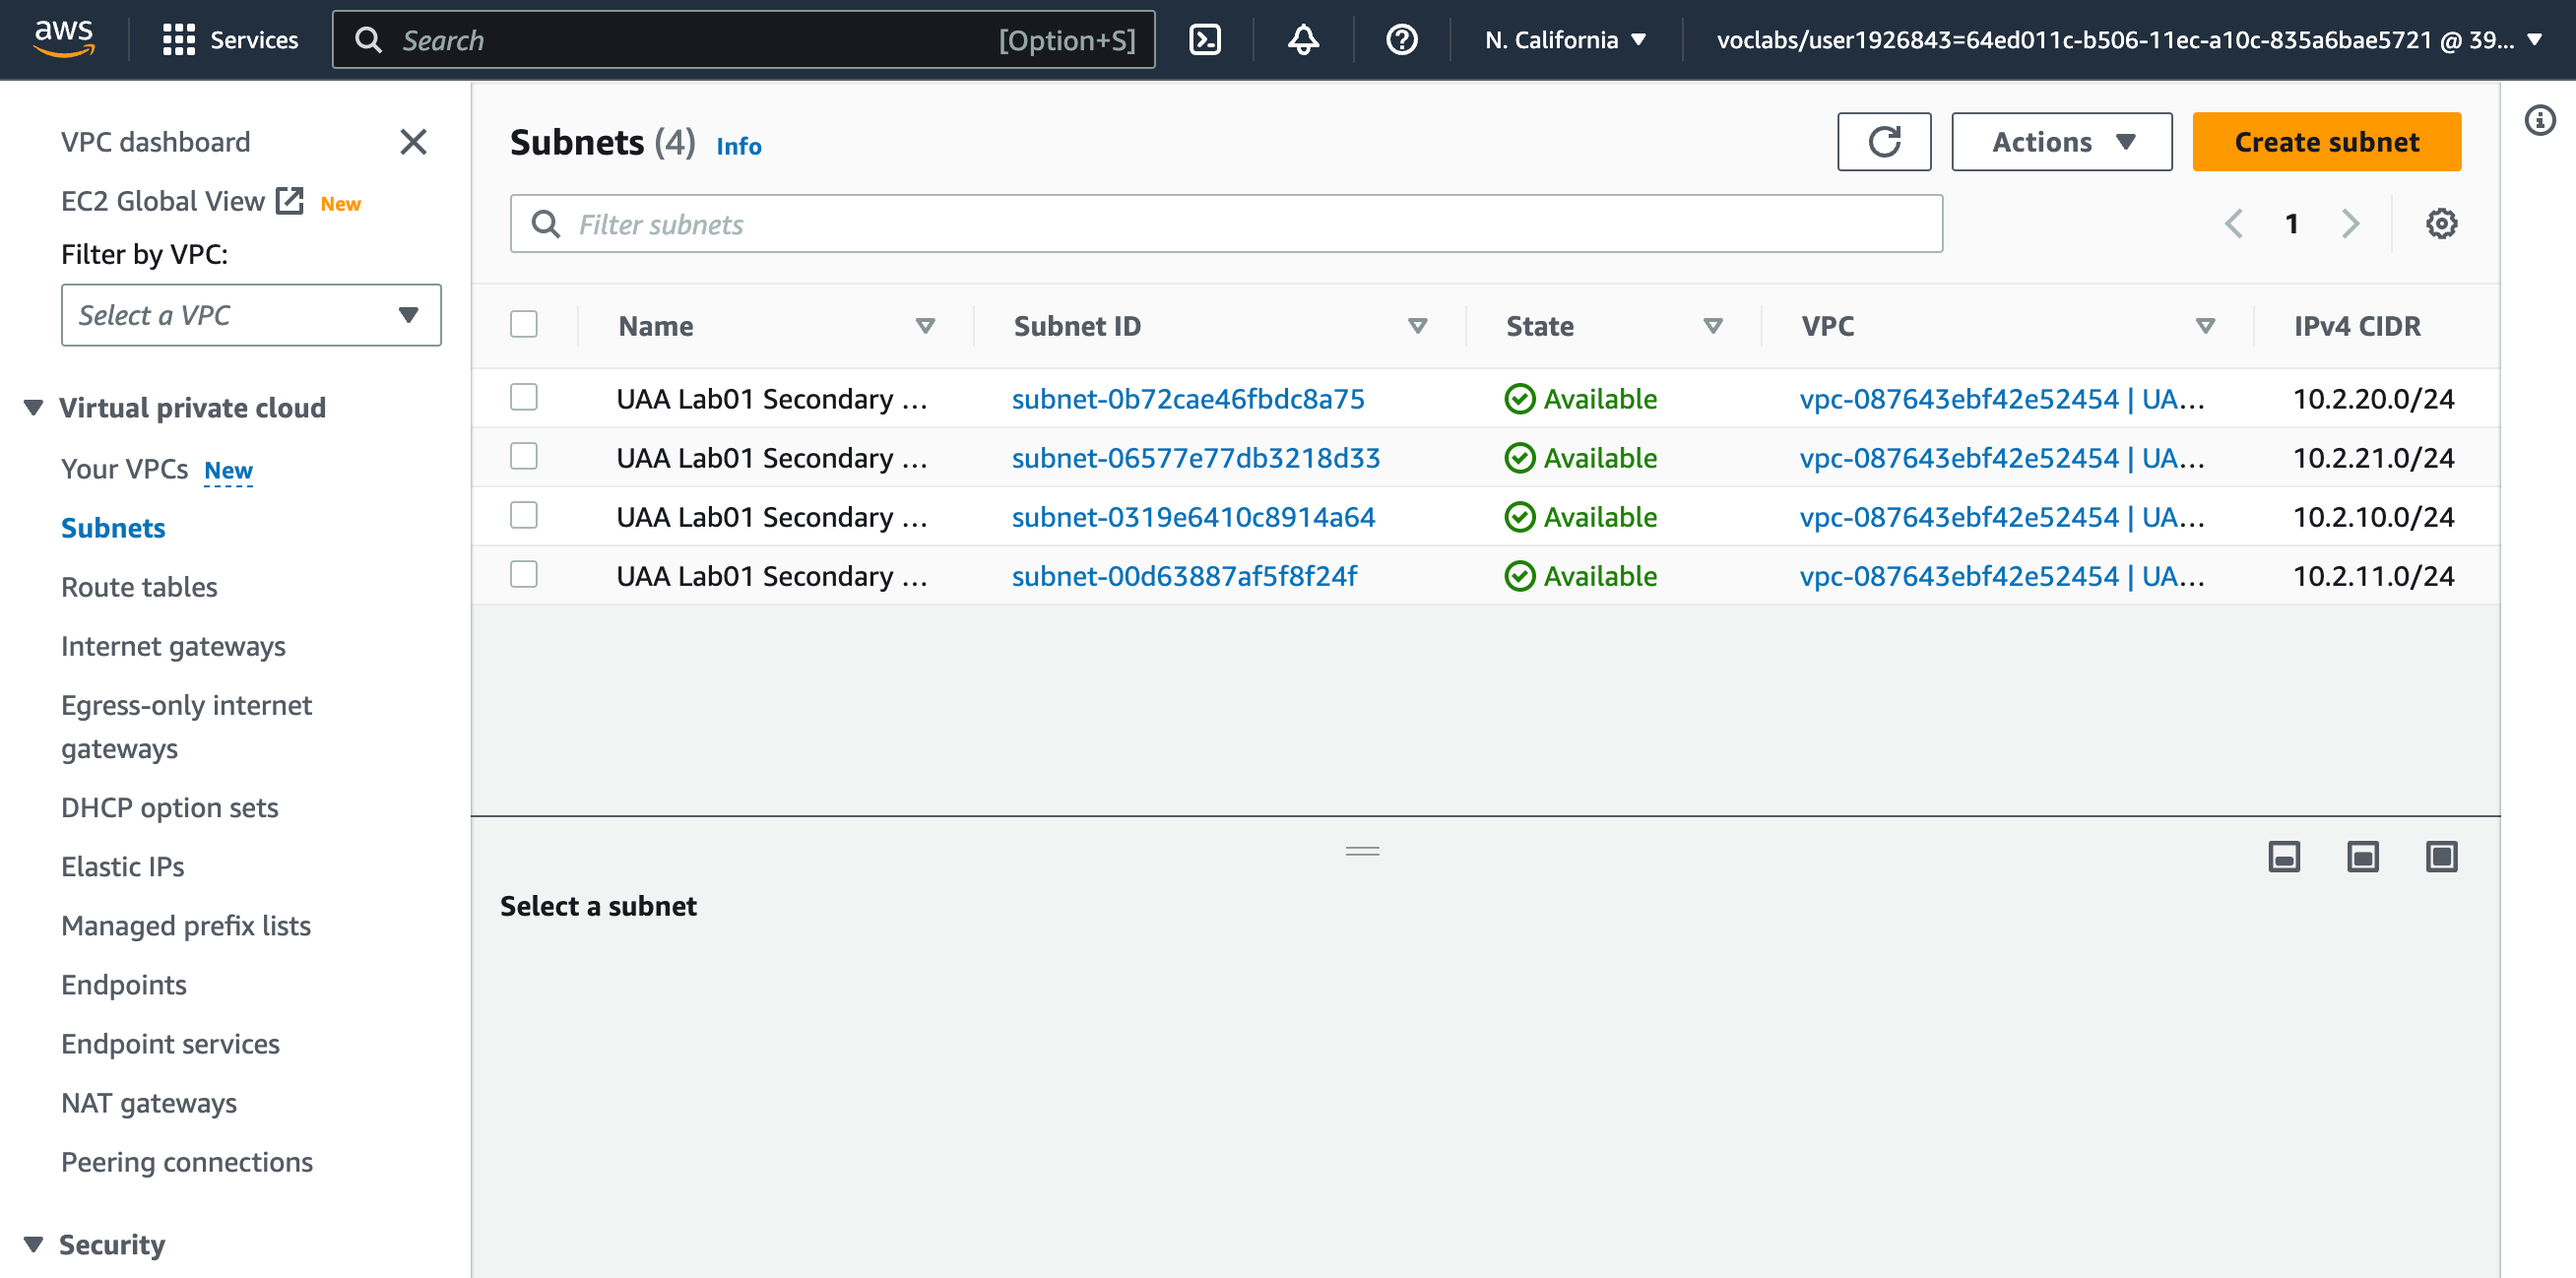 aws Services Search [Option+S] N. California voclabs/user1926843=64ed011c-b506-11ec-a10c-835a6bae5721 @ 39...
VPC dashboard
EC2 Global View New
Filter by VPC:
Select a VPC
Virtual private cloud
Your VPCs New
Subnets
Route tables
Internet gateways
Egress-only internet
gateways
DHCP option sets
Elastic IPs
Managed prefix lists
Endpoints
Endpoint services
NAT gateways
Peering connections
Security
Subnets (4) Info
Actions Create subnet
Filter subnets
1
Name Subnet ID State VPC IPv4 CIDR
UAA Lab01 Secondary ... subnet-0b72cae46fbdc8a75 Available vpc-087643ebf42e52454 | UA... 10.2.20.0/24
UAA Lab01 Secondary ... subnet-06577e77db3218d33 Available vpc-087643ebf42e52454 | UA... 10.2.21.0/24
UAA Lab01 Secondary ... subnet-0319e6410c8914a64 Available vpc-087643ebf42e52454 | UA... 10.2.10.0/24
UAA Lab01 Secondary ... subnet-00d63887af5f8f24f Available vpc-087643ebf42e52454 | UA... 10.2.11.0/24
Select a subnet